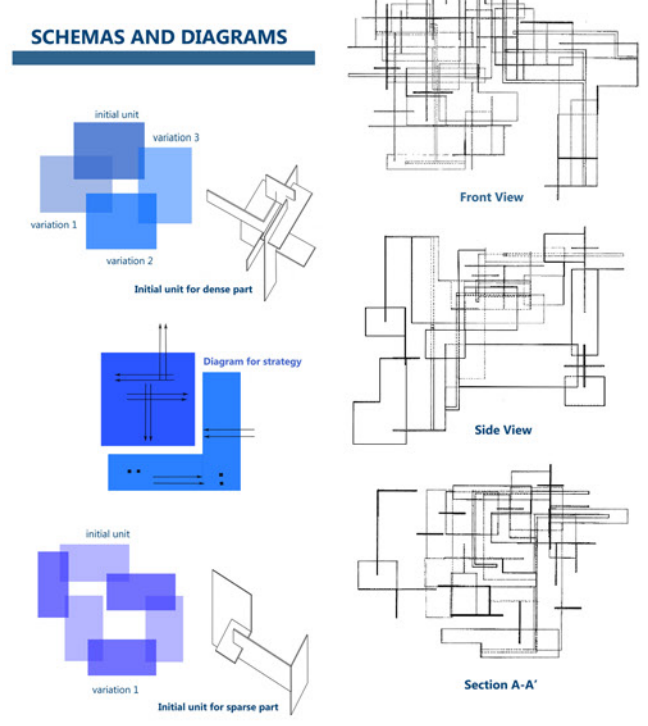 SCHEMAS AND DIAGRAMS
initial unit
variation 3
variation 1
variation 2
Initial unit for dense part
Diagram for strategy
initial unit
variation 1
Initial unit for sparse part
Front View
Side View
Section A-A'